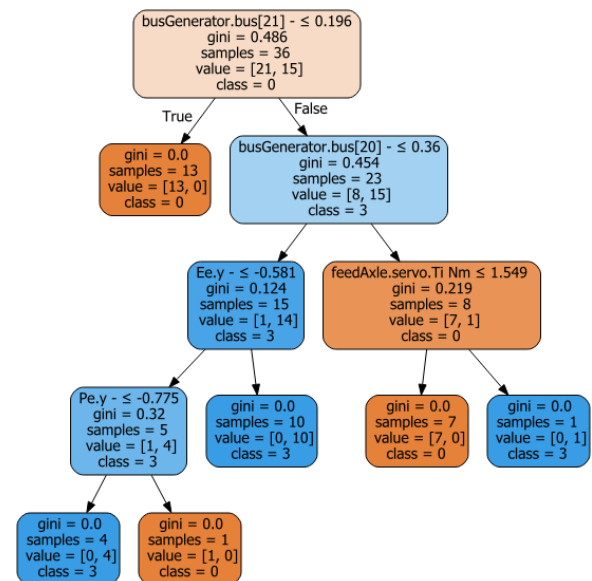 busGenerator.bus[21] - ≤ 0.196
gini = 0.486
samples = 36
value = [21, 15]
class = 0
True
False
gini = 0.0
samples = 13
value = [13, 0]
class = 0
busGenerator.bus[20] - ≤ 0.36
gini = 0.454
samples = 23
value = [8, 15]
class = 3
Ee.y - ≤ -0.581
gini = 0.124
samples = 15
value = [1, 14]
class = 3
feedAxle.servo.Ti Nm ≤ 1.549
gini = 0.219
samples = 8
value = [7, 1]
class = 0
Pe.y - ≤ -0.775
gini = 0.32
samples = 5
value = [1, 4]
class = 3
gini = 0.0
samples = 10
value = [0, 10]
class = 3
gini = 0.0
samples = 7
value = [7, 0]
class = 0
gini = 0.0
samples = 1
value = [0, 1]
class = 3
gini = 0.0
samples = 4
value = [0, 4]
class = 3
gini = 0.0
samples = 1
value = [1, 0]
class = 0